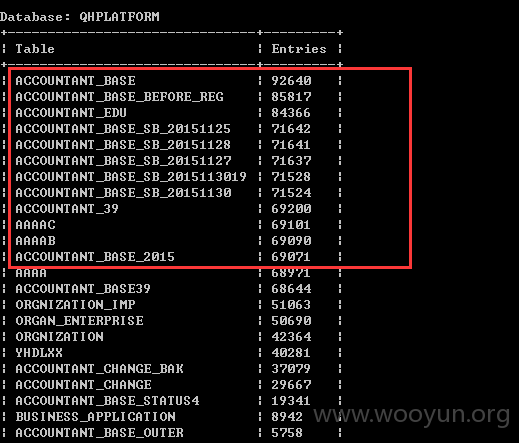 Database: QHPLATFORM
Table Entries
ACCOUNTANT_BASE 92640
ACCOUNTANT_BASE_BEFORE_REG 85817
ACCOUNTANT_EDU 84366
ACCOUNTANT_BASE_SB_20151125 71642
ACCOUNTANT_BASE_SB_20151128 71641
ACCOUNTANT_BASE_SB_20151127 71637
ACCOUNTANT_BASE_SB_2015113019 71528
ACCOUNTANT_BASE_SB_20151130 71524
ACCOUNTANT_39 69200
AAAAC 69101
AAAAB 69090
ACCOUNTANT_BASE_2015 69071
AAAA 68971
ACCOUNTANT_BASE39 68644
ORGNIZATION_IMP 51063
ORGAN_ENTERPRISE 50690
ORGNIZATION 42364
YHDLXX 40281
ACCOUNTANT_CHANGE_BAK 37079
ACCOUNTANT_CHANGE 29667
ACCOUNTANT_BASE_STATUS4 19341
BUSINESS_APPLICATION 8942
ACCOUNTANT_BASE_OUTER 5758
www.wooyun.org